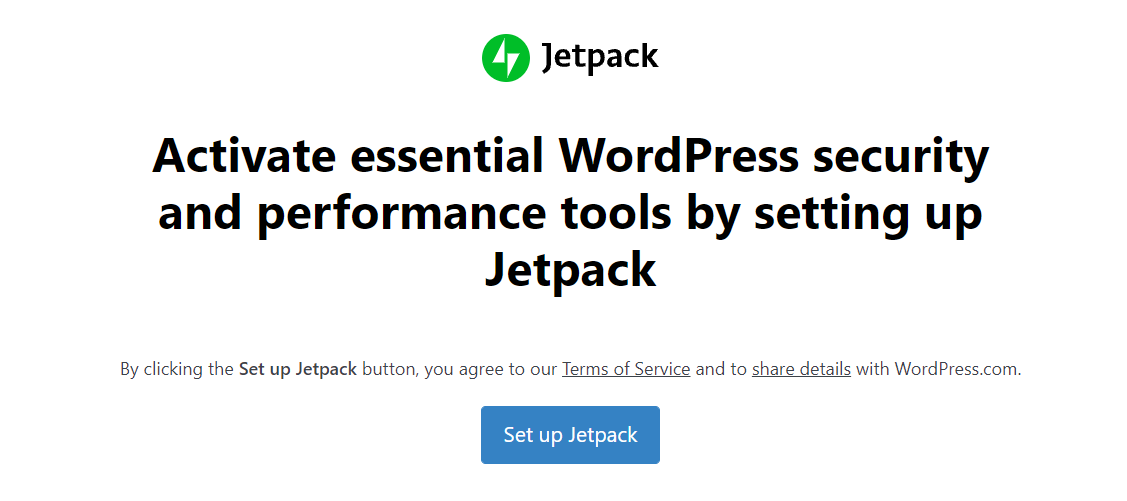 Jetpack
Activate essential WordPress security
and performance tools by setting up
Jetpack
By clicking the Set up Jetpack button, you agree to our Terms of Service and to share details with WordPress.com.
Set up Jetpack